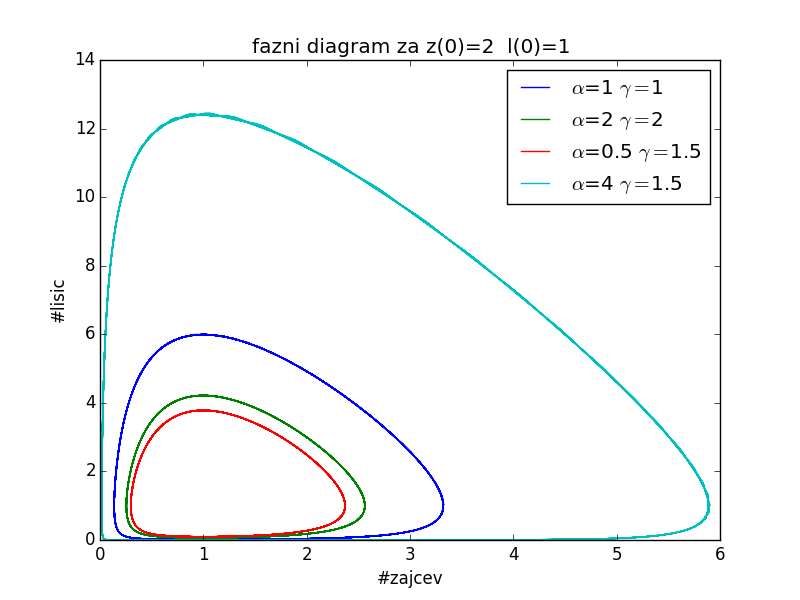 fazni diagram za z(0)=2  l(0)=1
14
12
10
8
6
4
2
0
#lisic
α=1 γ=1
α=2 γ=2
α=0.5 γ=1.5
α=4 γ=1.5
0 1 2 3 4 5 6
#zajcev